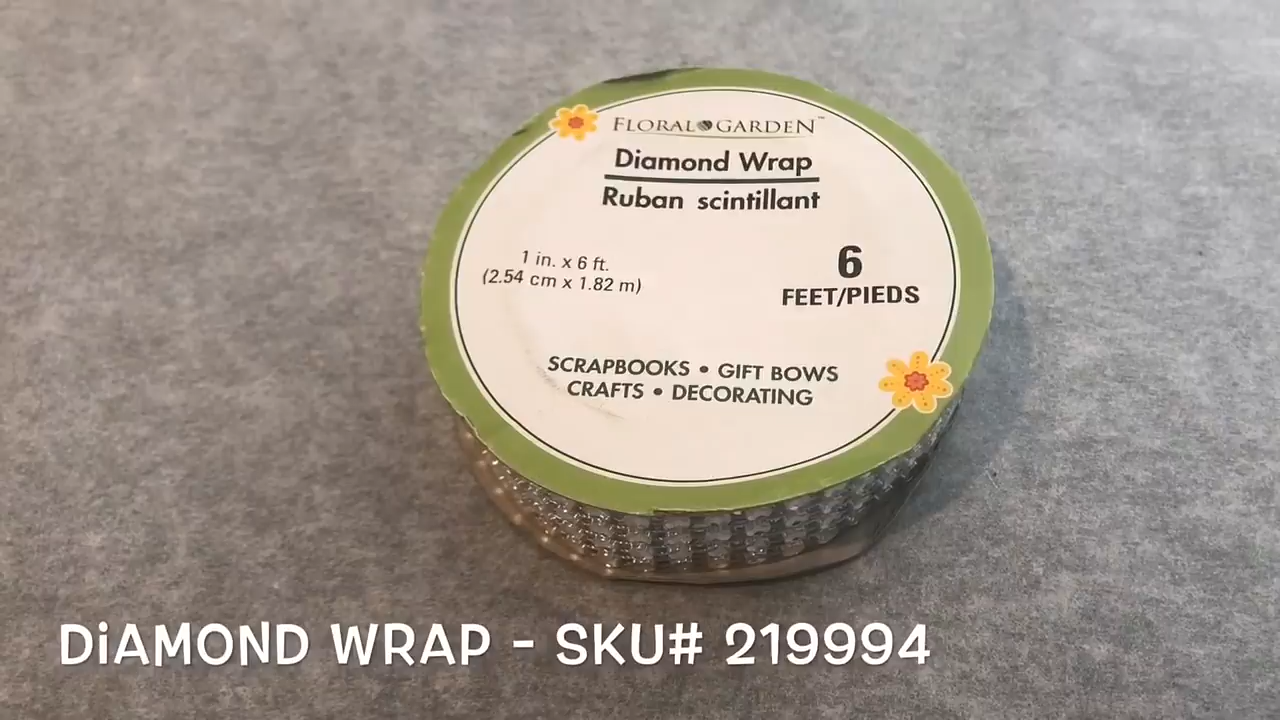 FLORAL GARDEN™
Diamond Wrap
Ruban scintillant
1 in. x 6 ft.
(2.54 cm x 1.82 m)
6
FEET/PIEDS
SCRAPBOOKS • GIFT BOWS
CRAFTS • DECORATING
DiAMOND WRAP - SKU# 219994